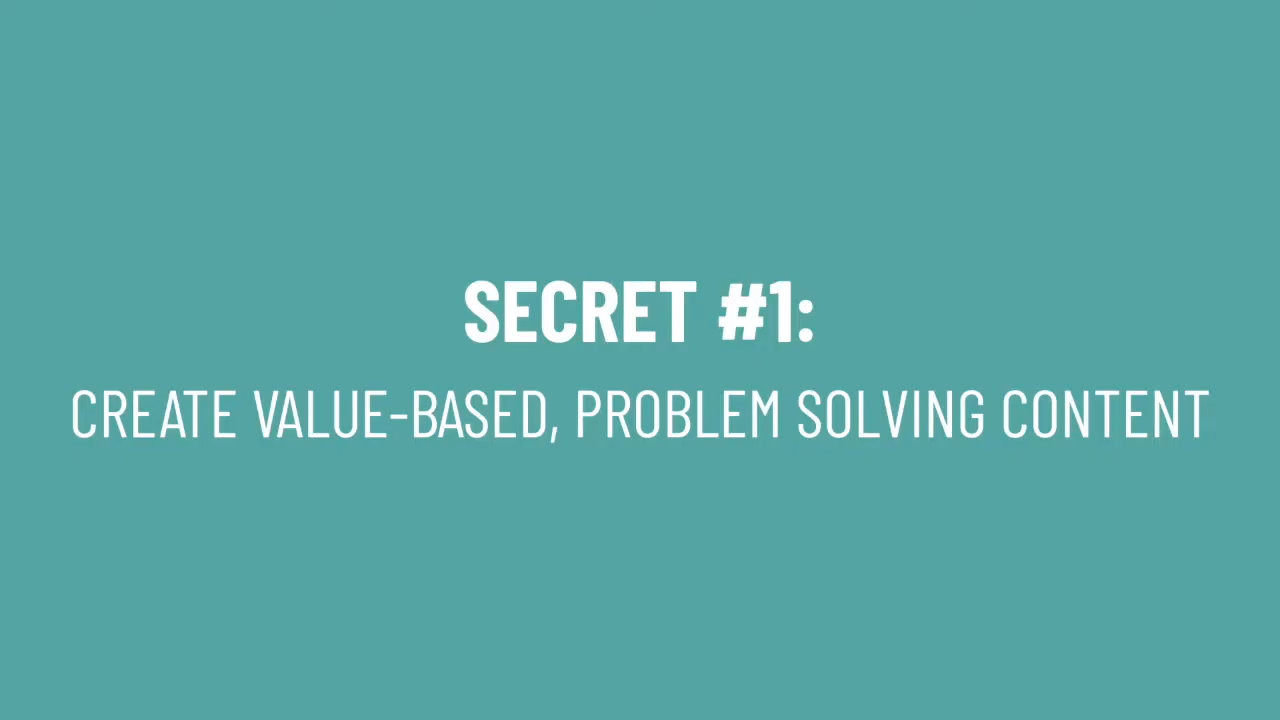 SECRET #1:
CREATE VALUE-BASED, PROBLEM SOLVING CONTENT